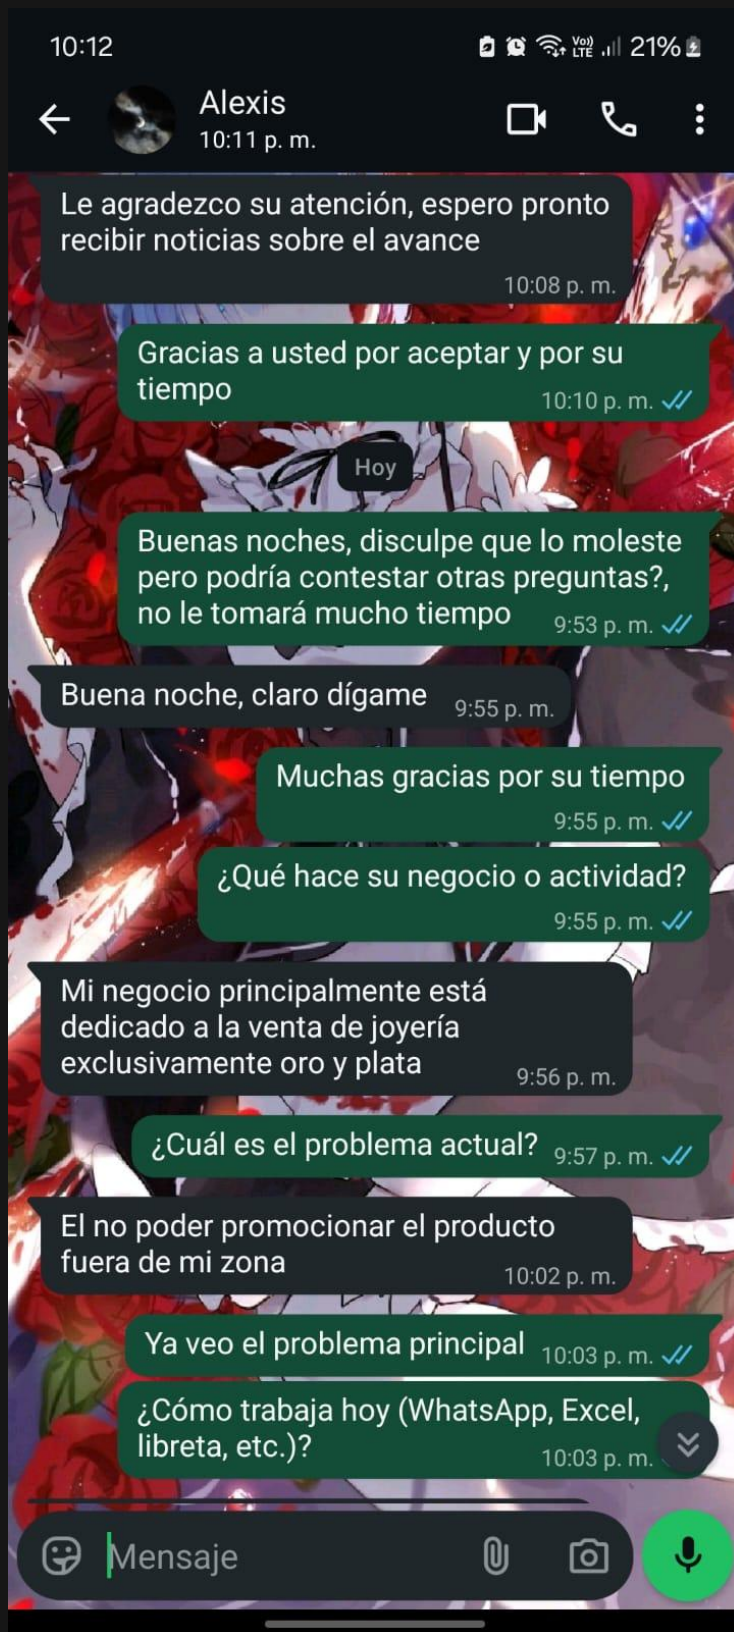 10:12
Vo))
LTE
21%
Alexis
10:11 p. m.
Le agradezco su atención, espero pronto
recibir noticias sobre el avance
10:08 p. m.
Gracias a usted por aceptar y por su
tiempo
10:10 p. m.
Hoy
Buenas noches, disculpe que lo moleste
pero podría contestar otras preguntas?,
no le tomará mucho tiempo
9:53 p. m.
Buena noche, claro dígame
9:55 p. m.
Muchas gracias por su tiempo
9:55 p. m.
¿Qué hace su negocio o actividad?
9:55 p. m.
Mi negocio principalmente está
dedicado a la venta de joyería
exclusivamente oro y plata
9:56 p. m.
¿Cuál es el problema actual?
9:57 p. m.
El no poder promocionar el producto
fuera de mi zona
10:02 p. m.
Ya veo el problema principal
10:03 p. m.
¿Cómo trabaja hoy (WhatsApp, Excel,
libreta, etc.)?
10:03 p. m.
Mensaje